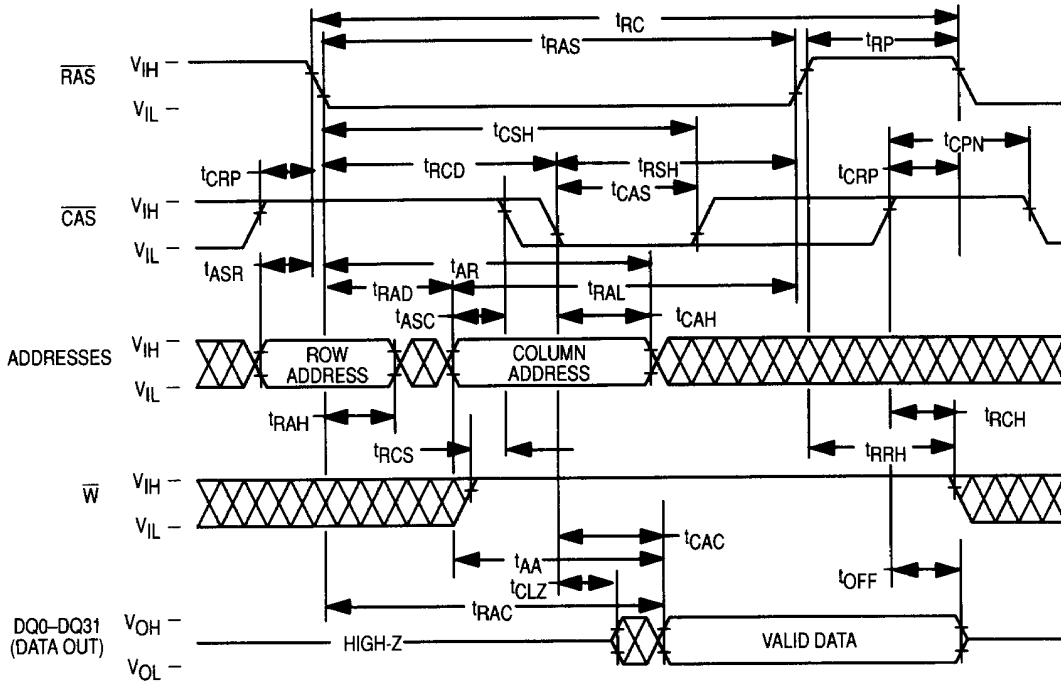 tRC
tRAS
tRP
RAS
VIH
VIL
tCSH
tCPN
tCRP
tRCD
tRSH
tCRP
tCAS
CAS
VIH
VIL
tASR
tAR
tRAD
tRAL
tASC
tCAH
ADDRESSES
VIH
VIL
ROW
ADDRESS
COLUMN
ADDRESS
tRAH
tRCH
tRCS
tRRH
W
VIH
VIL
tCAC
tAA
tOFF
tCLZ
tRAC
DQ0–DQ31
(DATA OUT)
VOH
VOL
HIGH-Z
VALID DATA